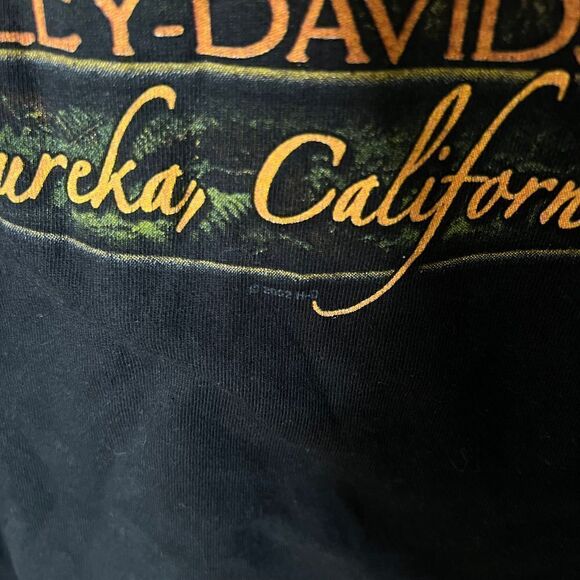 LEY-DAVIDS
ureka, Californ
© 2002 H-D